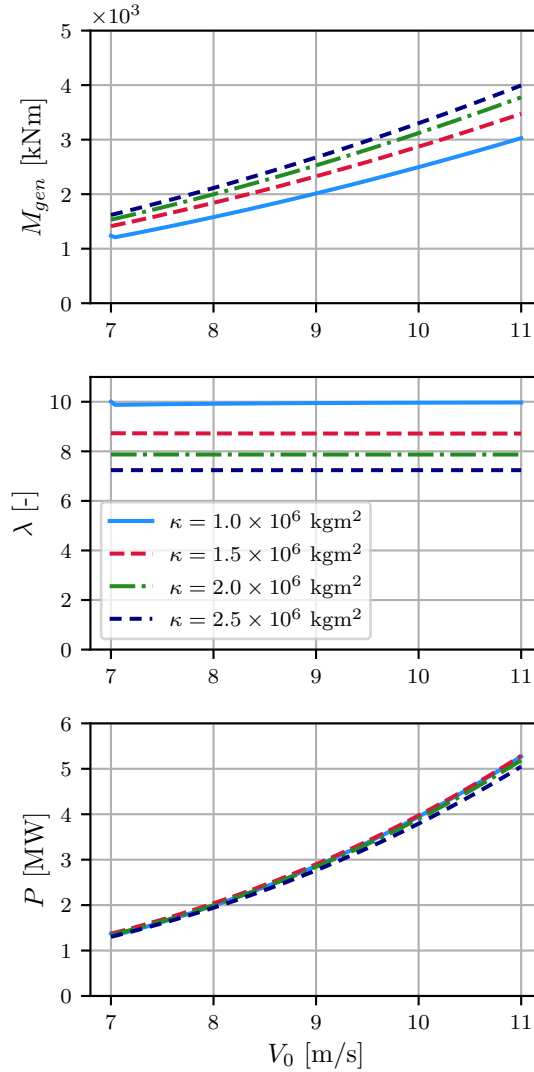 ×10³
5
4
3
2
1
0
M_gen [kNm]
7 8 9 10 11
10
8
6
4
2
0
λ [-]
κ = 1.0 × 10⁶ kgm²
κ = 1.5 × 10⁶ kgm²
κ = 2.0 × 10⁶ kgm²
κ = 2.5 × 10⁶ kgm²
7 8 9 10 11
6
5
4
3
2
1
0
P [MW]
7 8 9 10 11
V₀ [m/s]